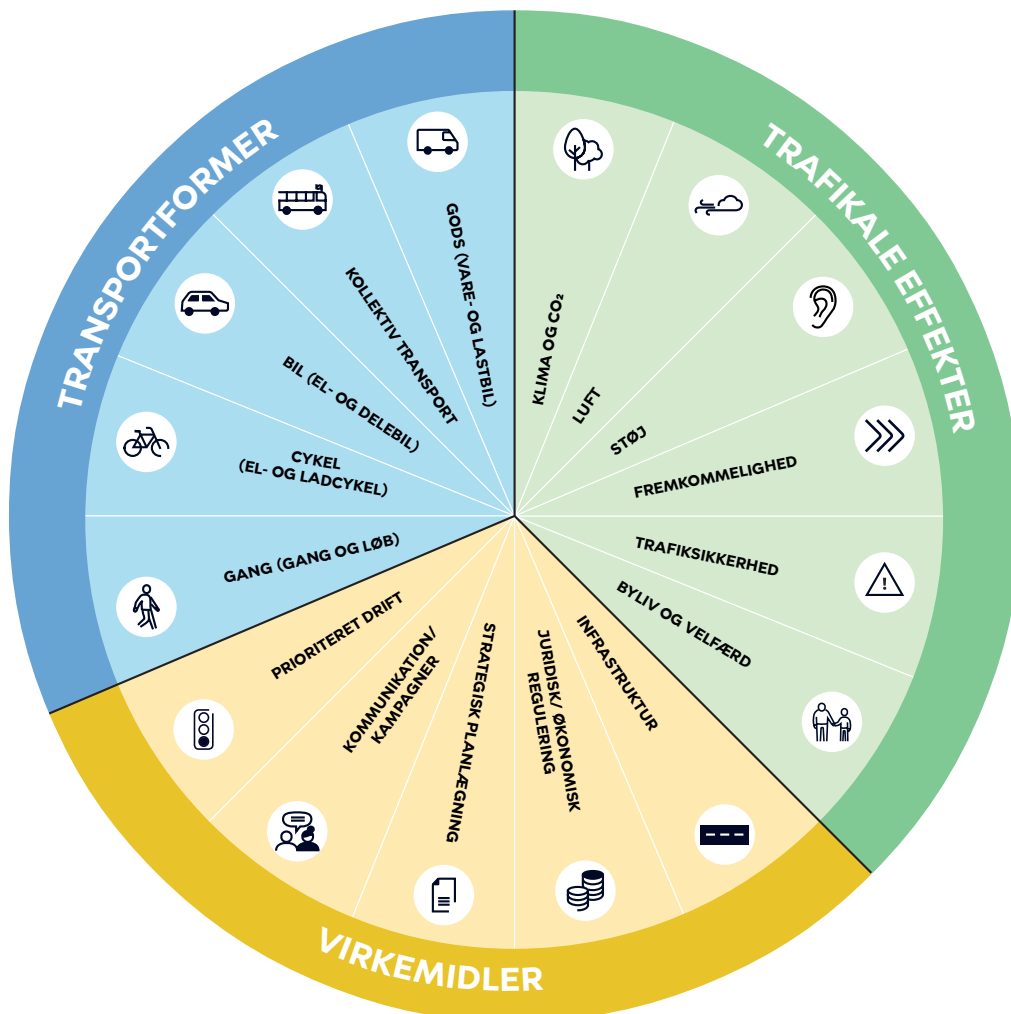 TRANSPORTFORMER
GODS (VARE- OG LASTBIL)
KOLLEKTIV TRANSPORT
BIL (EL- OG DELEBIL)
CYKEL
(EL- OG LADCYKEL)
GANG (GANG OG LØB)
TRAFIKALE EFFEKTER
KLIMA OG CO₂
LUFT
STØJ
FREMKOMMELIGHED
TRAFIKSIKKERHED
!
BYLIV OG VELFÆRD
VIRKEMIDLER
INFRASTRUKTUR
JURIDISK/ ØKONOMISK
REGULERING
STRATEGISK PLANLÆGNING
KOMMUNIKATION/
KAMPAGNER
PRIORITERET DRIFT